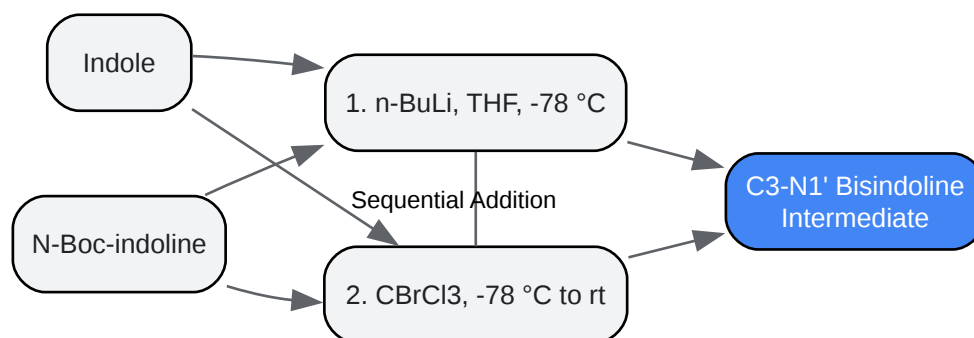 Indole
1. n-BuLi, THF, -78 °C
Sequential Addition
N-Boc-indoline
2. CBrCl3, -78 °C to rt
C3-N1' Bisindoline
Intermediate